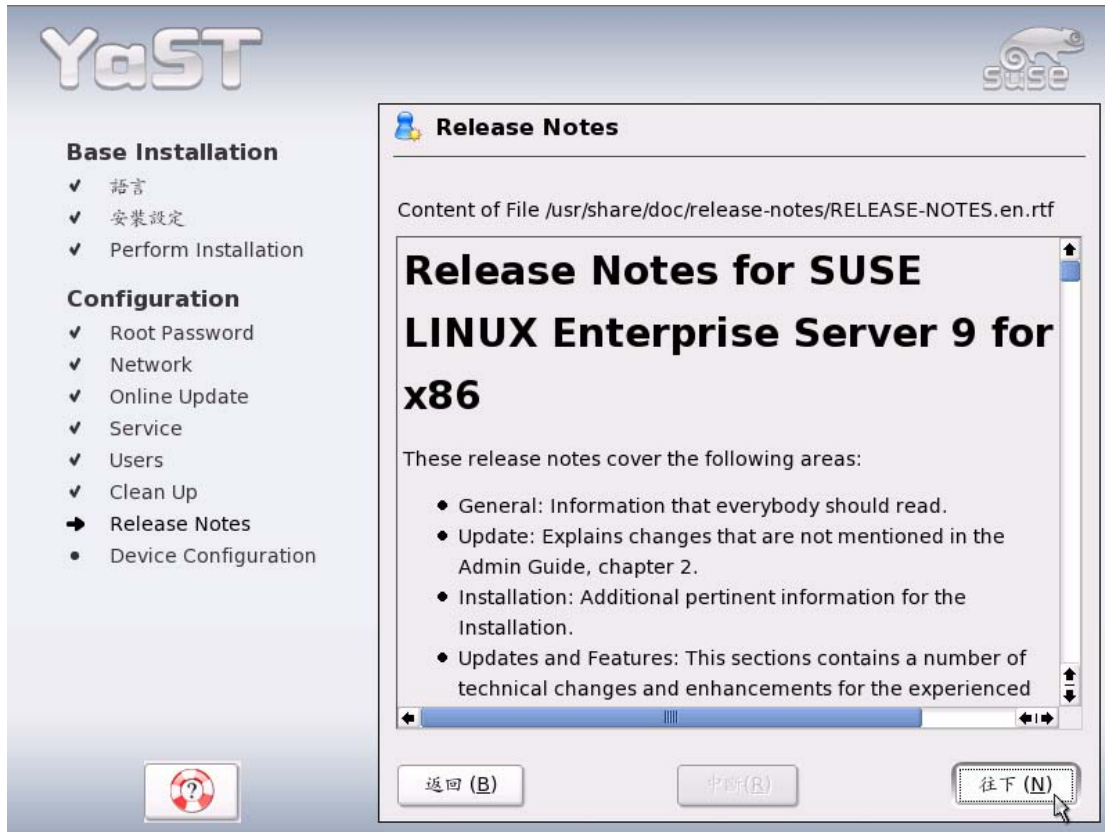 YaST
SUSE
Base Installation
語言
安裝設定
Perform Installation
Configuration
Root Password
Network
Online Update
Service
Users
Clean Up
Release Notes
Device Configuration
Release Notes
Content of File /usr/share/doc/release-notes/RELEASE-NOTES.en.rtf
Release Notes for SUSE
LINUX Enterprise Server 9 for
x86
These release notes cover the following areas:
General: Information that everybody should read.
Update: Explains changes that are not mentioned in the
Admin Guide, chapter 2.
Installation: Additional pertinent information for the
Installation.
Updates and Features: This sections contains a number of
technical changes and enhancements for the experienced
返回 (B)
中斷(R)
往下 (N)